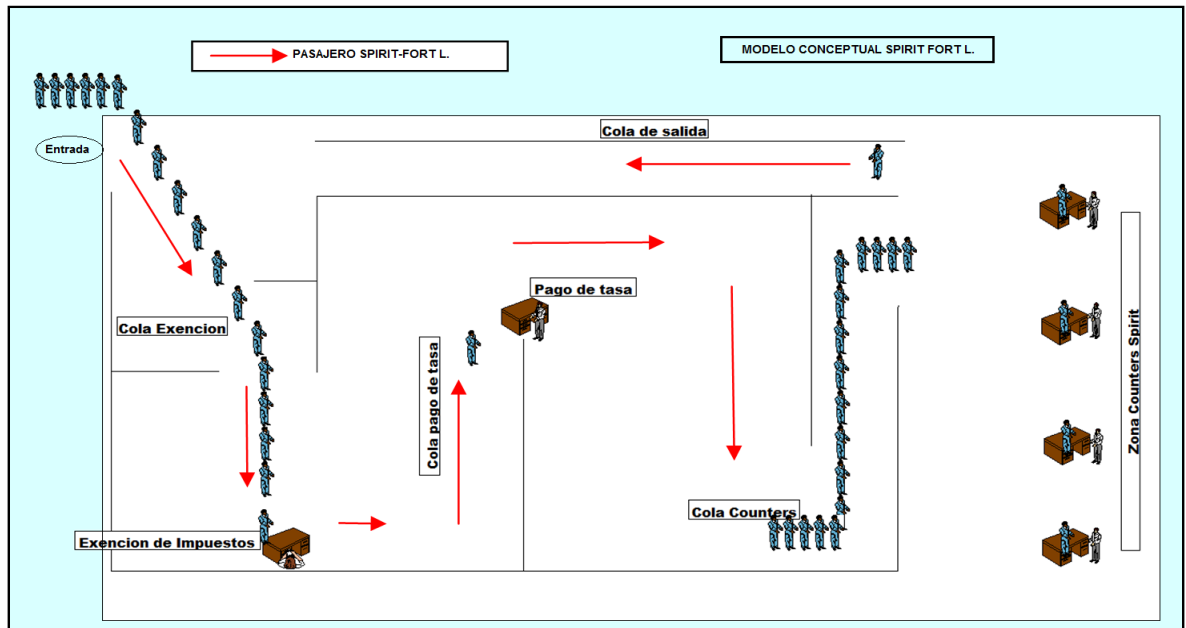 PASAJERO SPIRIT-FORT L.
MODELO CONCEPTUAL SPIRIT FORT L.
Cola de salida
Entrada
Pago de tasa
Cola Exencion
Cola pago de tasa
Zona Counters Spirit
Cola Counters
Exencion de Impuestos